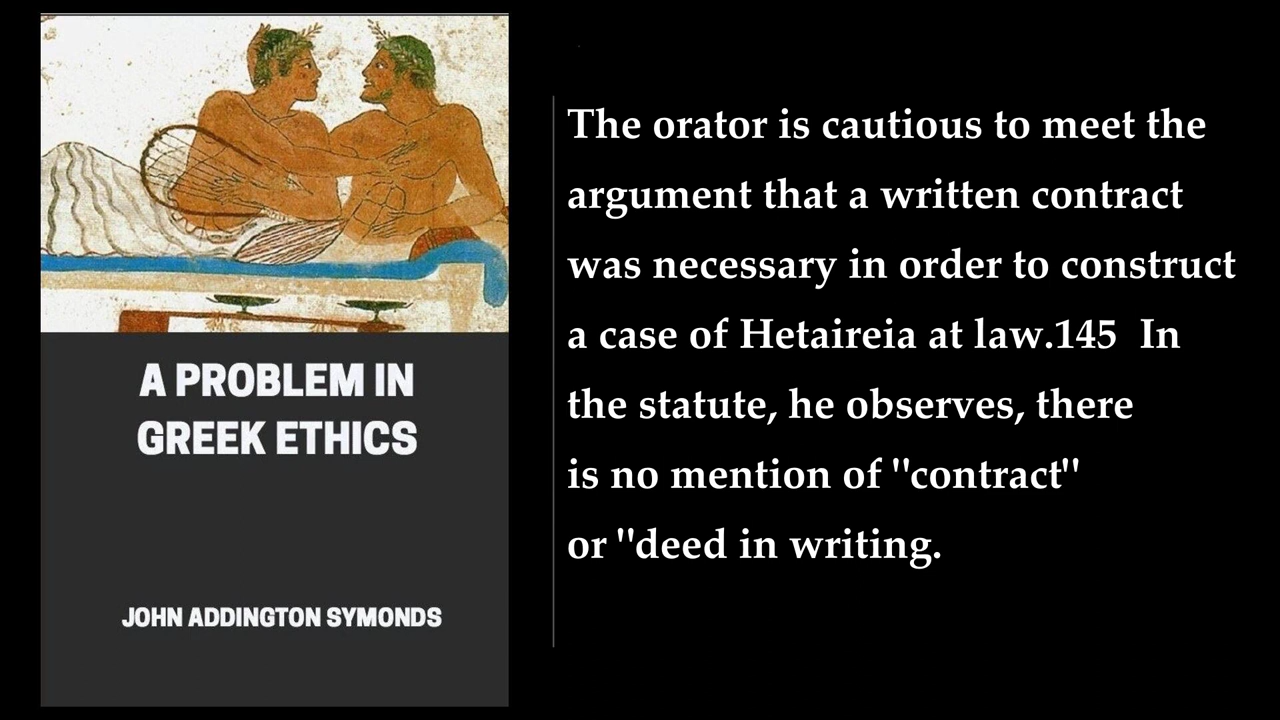 A PROBLEM IN
GREEK ETHICS
JOHN ADDINGTON SYMONDS
The orator is cautious to meet the
argument that a written contract
was necessary in order to construct
a case of Hetaireia at law.145  In
the statute, he observes, there
is no mention of "contract"
or "deed in writing.